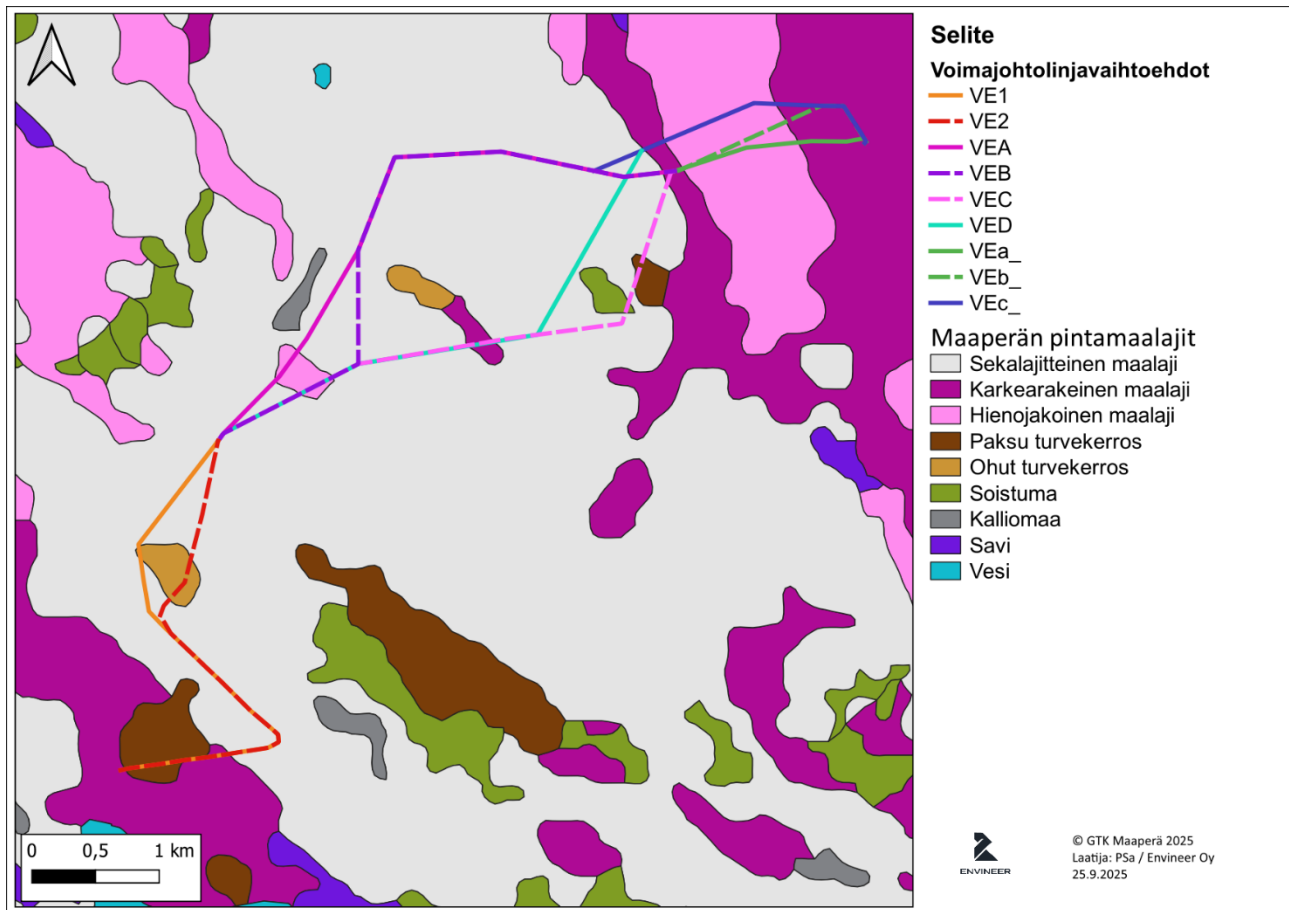 Selite
Voimajohtolinjavaihtoehdot
VE1
VE2
VEA
VEB
VEC
VED
VEa_
VEb_
VEc_
Maaperän pintamaalajit
Sekalajitteinen maalaji
Karkearakeinen maalaji
Hienojakoinen maalaji
Paksu turvekerros
Ohut turvekerros
Soistuma
Kalliomaa
Savi
Vesi
0 0,5 1 km
ENVINEER
© GTK Maaperä 2025
Laatija: PSa / Envineer Oy
25.9.2025